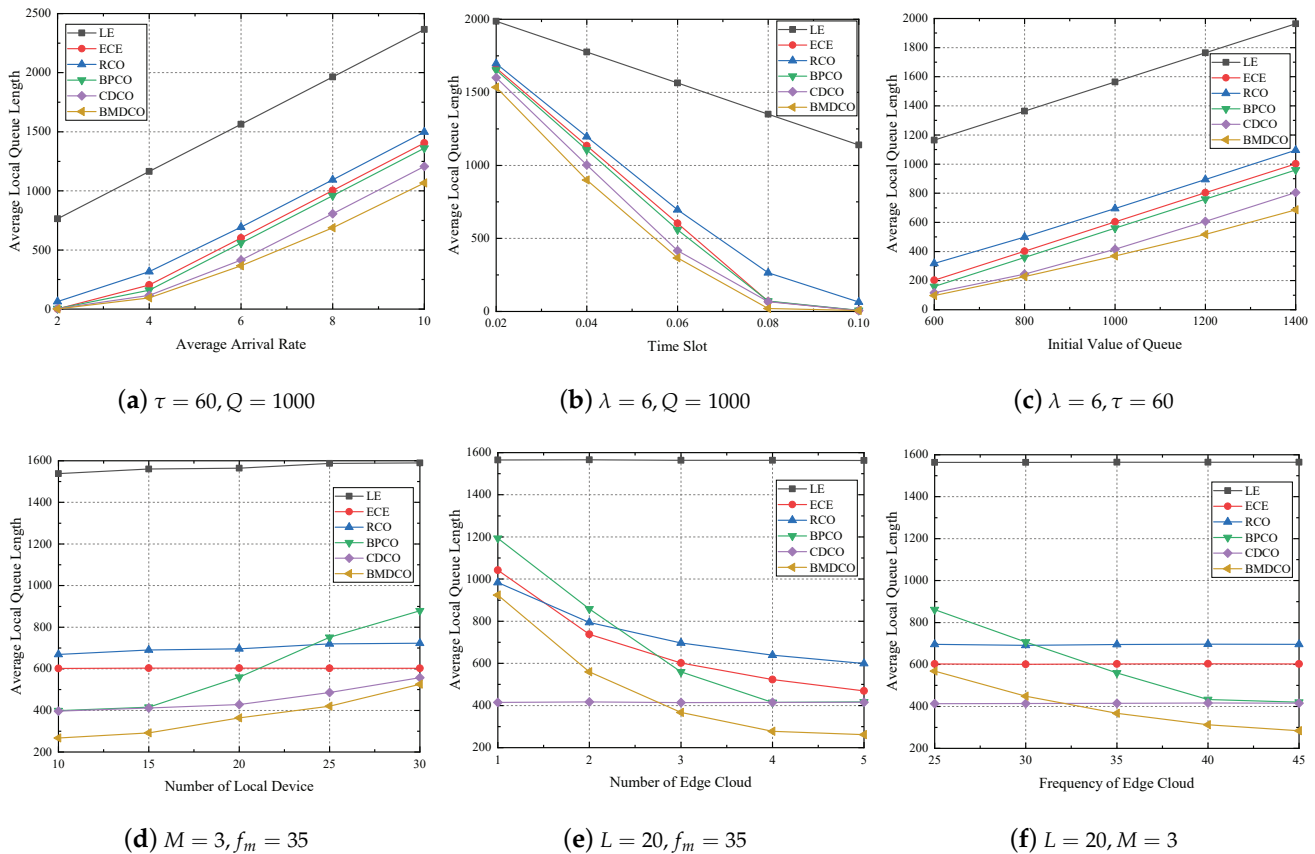 2500
2000
1500
1000
500
0
Average Local Queue Length
LE
ECE
RCO
BPCO
CDCO
BMDCO
2 4 6 8 10
Average Arrival Rate
(a) τ = 60, Q = 1000
2000
1500
1000
500
0
Average Local Queue Length
LE
ECE
RCO
BPCO
CDCO
BMDCO
0.02 0.04 0.06 0.08 0.10
Time Slot
(b) λ = 6, Q = 1000
2000
1800
1600
1400
1200
1000
800
600
400
200
0
Average Local Queue Length
LE
ECE
RCO
BPCO
CDCO
BMDCO
600 800 1000 1200 1400
Initial Value of Queue
(c) λ = 6, τ = 60
1600
1400
1200
1000
800
600
400
200
Average Local Queue Length
LE
ECE
RCO
BPCO
CDCO
BMDCO
10 15 20 25 30
Number of Local Device
(d) M = 3, fm = 35
1600
1400
1200
1000
800
600
400
200
Average Local Queue Length
LE
ECE
RCO
BPCO
CDCO
BMDCO
1 2 3 4 5
Number of Edge Cloud
(e) L = 20, fm = 35
1600
1400
1200
1000
800
600
400
200
Average Local Queue Length
LE
ECE
RCO
BPCO
CDCO
BMDCO
25 30 35 40 45
Frequency of Edge Cloud
(f) L = 20, M = 3